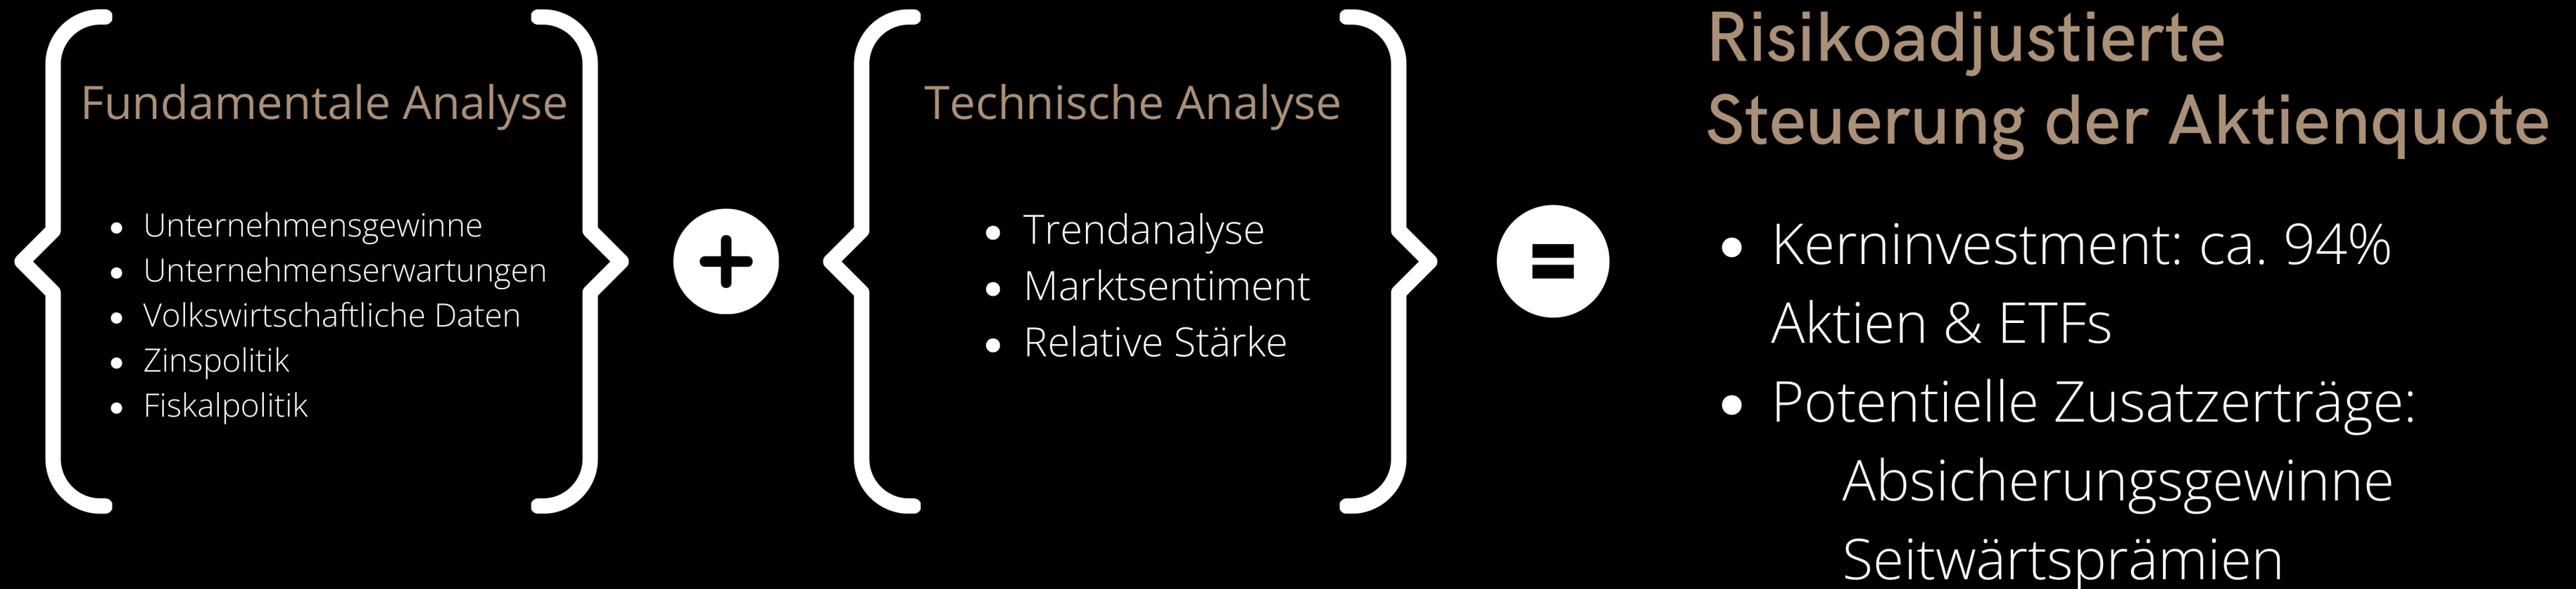 Fundamentale Analyse
Unternehmensgewinne
Unternehmenserwartungen
Volkswirtschaftliche Daten
Zinspolitik
Fiskalpolitik
+
Technische Analyse
Trendanalyse
Marktsentiment
Relative Stärke
=
Risikoadjustierte
Steuerung der Aktienquote
Kerninvestment: ca. 94%
Aktien & ETFs
Potentielle Zusatzerträge:
Absicherungsgewinne
Seitwärtsprämien